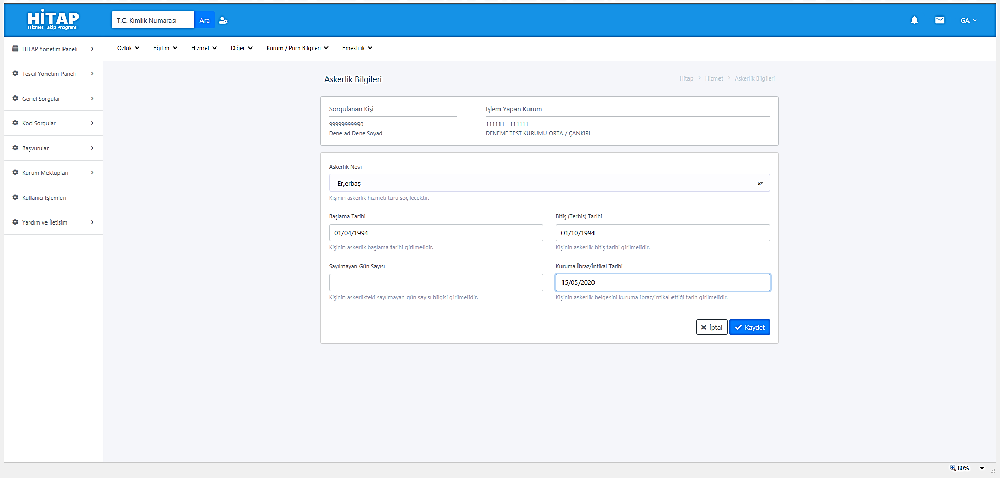 HİTAP
Hizmet Takip Programı
T.C. Kimlik Numarası
Ara
GA
HİTAP Yönetim Paneli
Tescil Yönetim Paneli
Genel Sorgular
Kod Sorgular
Başvurular
Kurum Mektupları
Kullanıcı İşlemleri
Yardım ve İletişim
Özlük Eğitim Hizmet Diğer Kurum / Prim Bilgileri Emeklilik
Askerlik Bilgileri
Hitap > Hizmet > Askerlik Bilgileri
Sorgulanan Kişi
99999999990
Dene ad Dene Soyad
İşlem Yapan Kurum
111111 - 111111
DENEME TEST KURUMU ORTA / ÇANKIRI
Askerlik Nevi
Er,erbaş
Kişinin askerlik hizmeti türü seçilecektir.
Başlama Tarihi
01/04/1994
Kişinin askerlik başlama tarihi girilmelidir.
Bitiş (Terhis) Tarihi
01/10/1994
Kişinin askerlik bitiş tarihi girilmelidir.
Sayılmayan Gün Sayısı
Kişinin askerlikteki sayılmayan gün sayısı bilgisi girilmelidir.
Kuruma İbraz/İntikal Tarihi
15/05/2020
Kişinin askerlik belgesini kuruma ibraz/intikal ettiği tarih girilmelidir.
İptal
Kaydet
80%